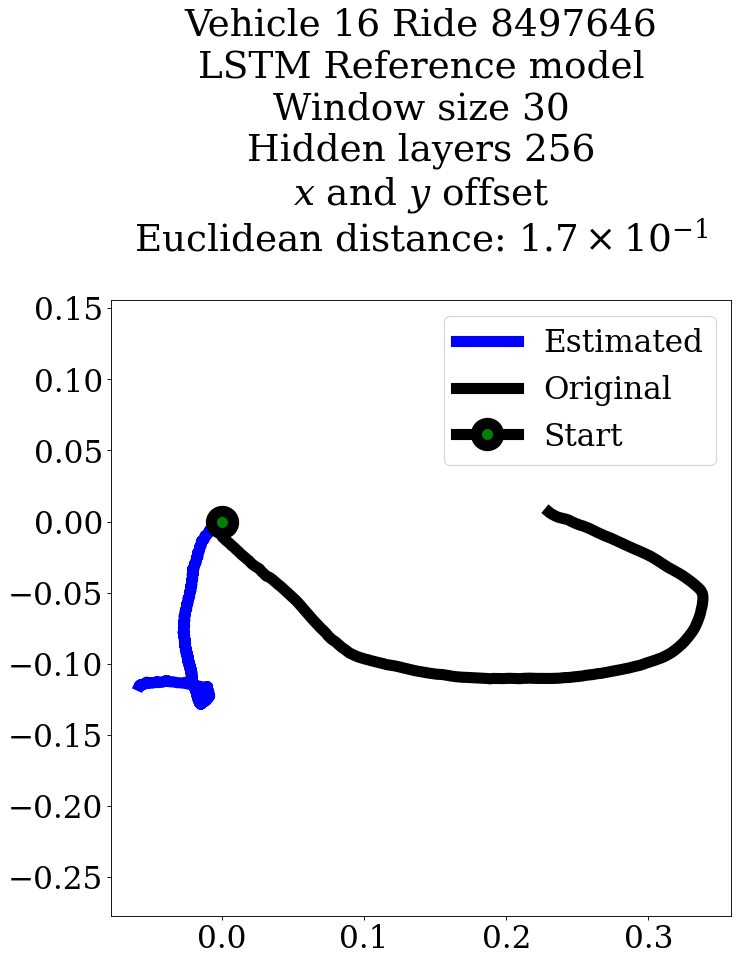 Vehicle 16 Ride 8497646
LSTM Reference model
Window size 30
Hidden layers 256
x and y offset
Euclidean distance: 1.7 × 10⁻¹
Estimated
Original
Start
0.15
0.10
0.05
0.00
−0.05
−0.10
−0.15
−0.20
−0.25
0.0 0.1 0.2 0.3